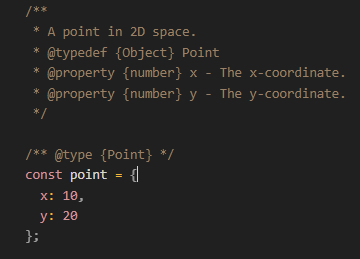 /**
 * A point in 2D space.
 * @typedef {Object} Point
 * @property {number} x - The x-coordinate.
 * @property {number} y - The y-coordinate.
 */
/** @type {Point} */
const point = {
  x: 10,
  y: 20
};